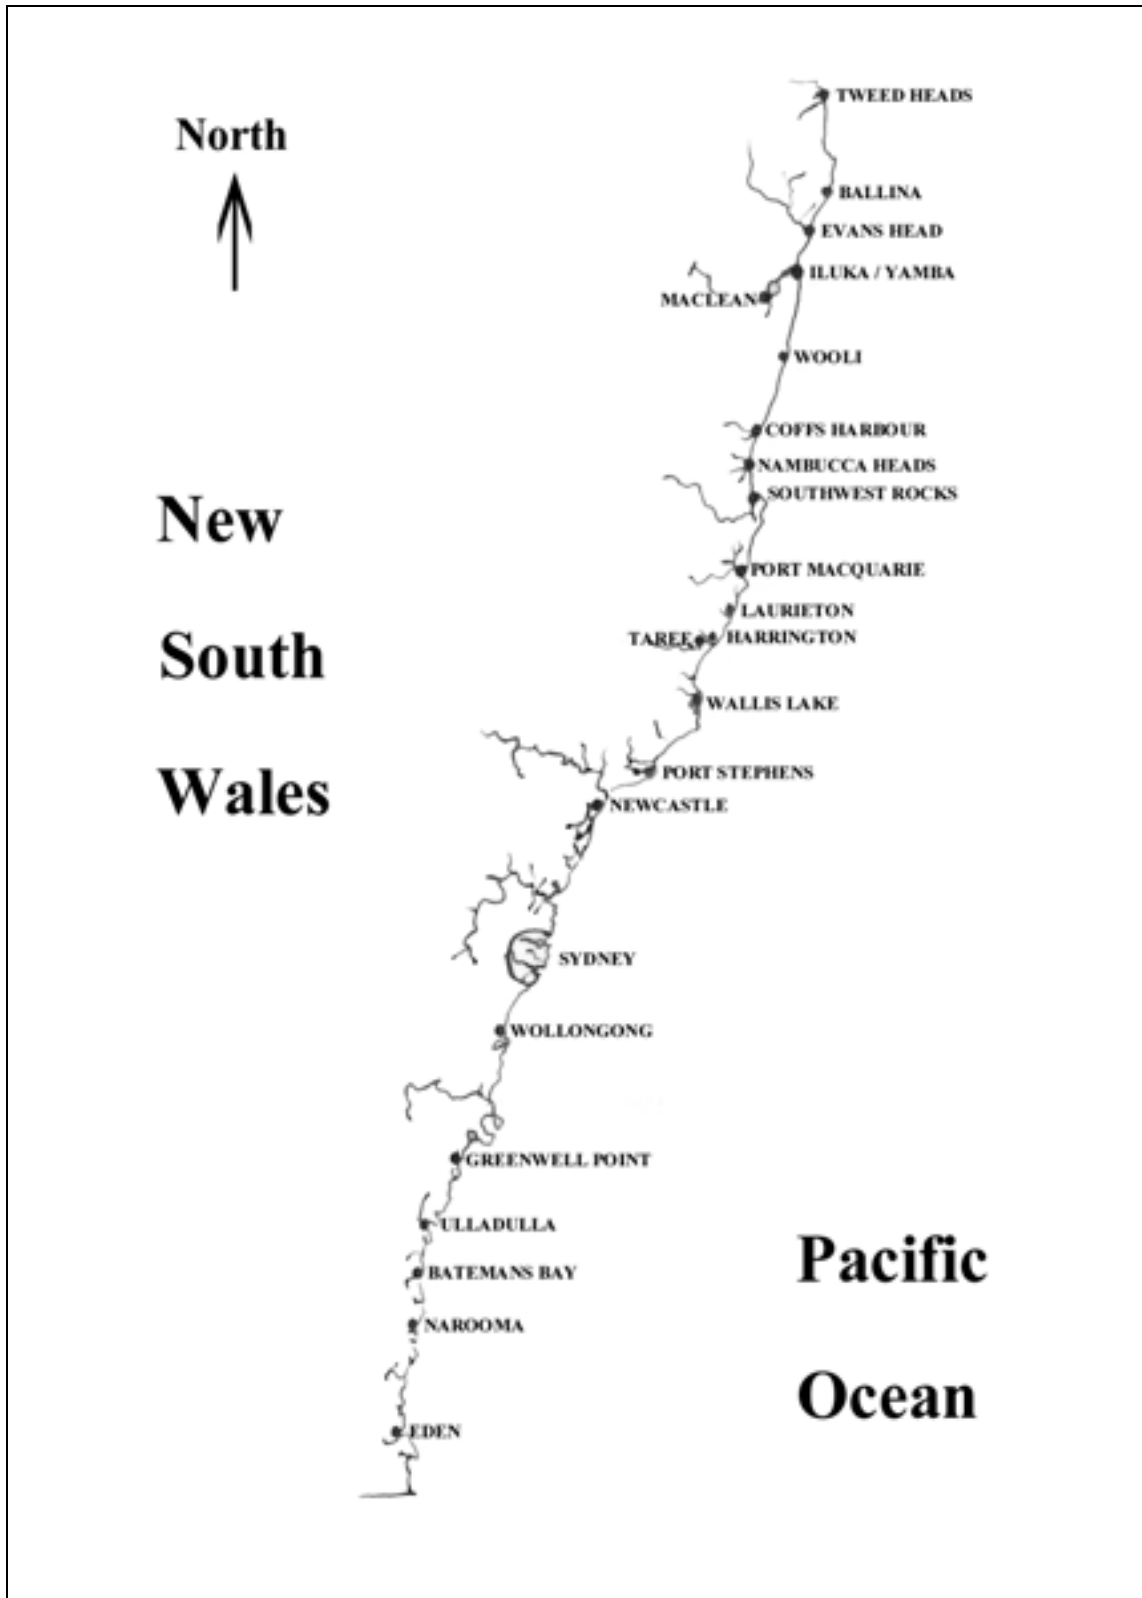 TWEED HEADS
North
BALLINA
EVANS HEAD
ILUKA / YAMBA
MACLEAN
WOOLI
COFFS HARBOUR
NAMBUCCA HEADS
SOUTHWEST ROCKS
New
PORT MACQUARIE
LAURIETON
TAREE
HARRINGTON
South
WALLIS LAKE
PORT STEPHENS
Wales
NEWCASTLE
SYDNEY
WOLLONGONG
GREENWELL POINT
ULLADULLA
Pacific
BATEMANS BAY
NAROOMA
Ocean
EDEN